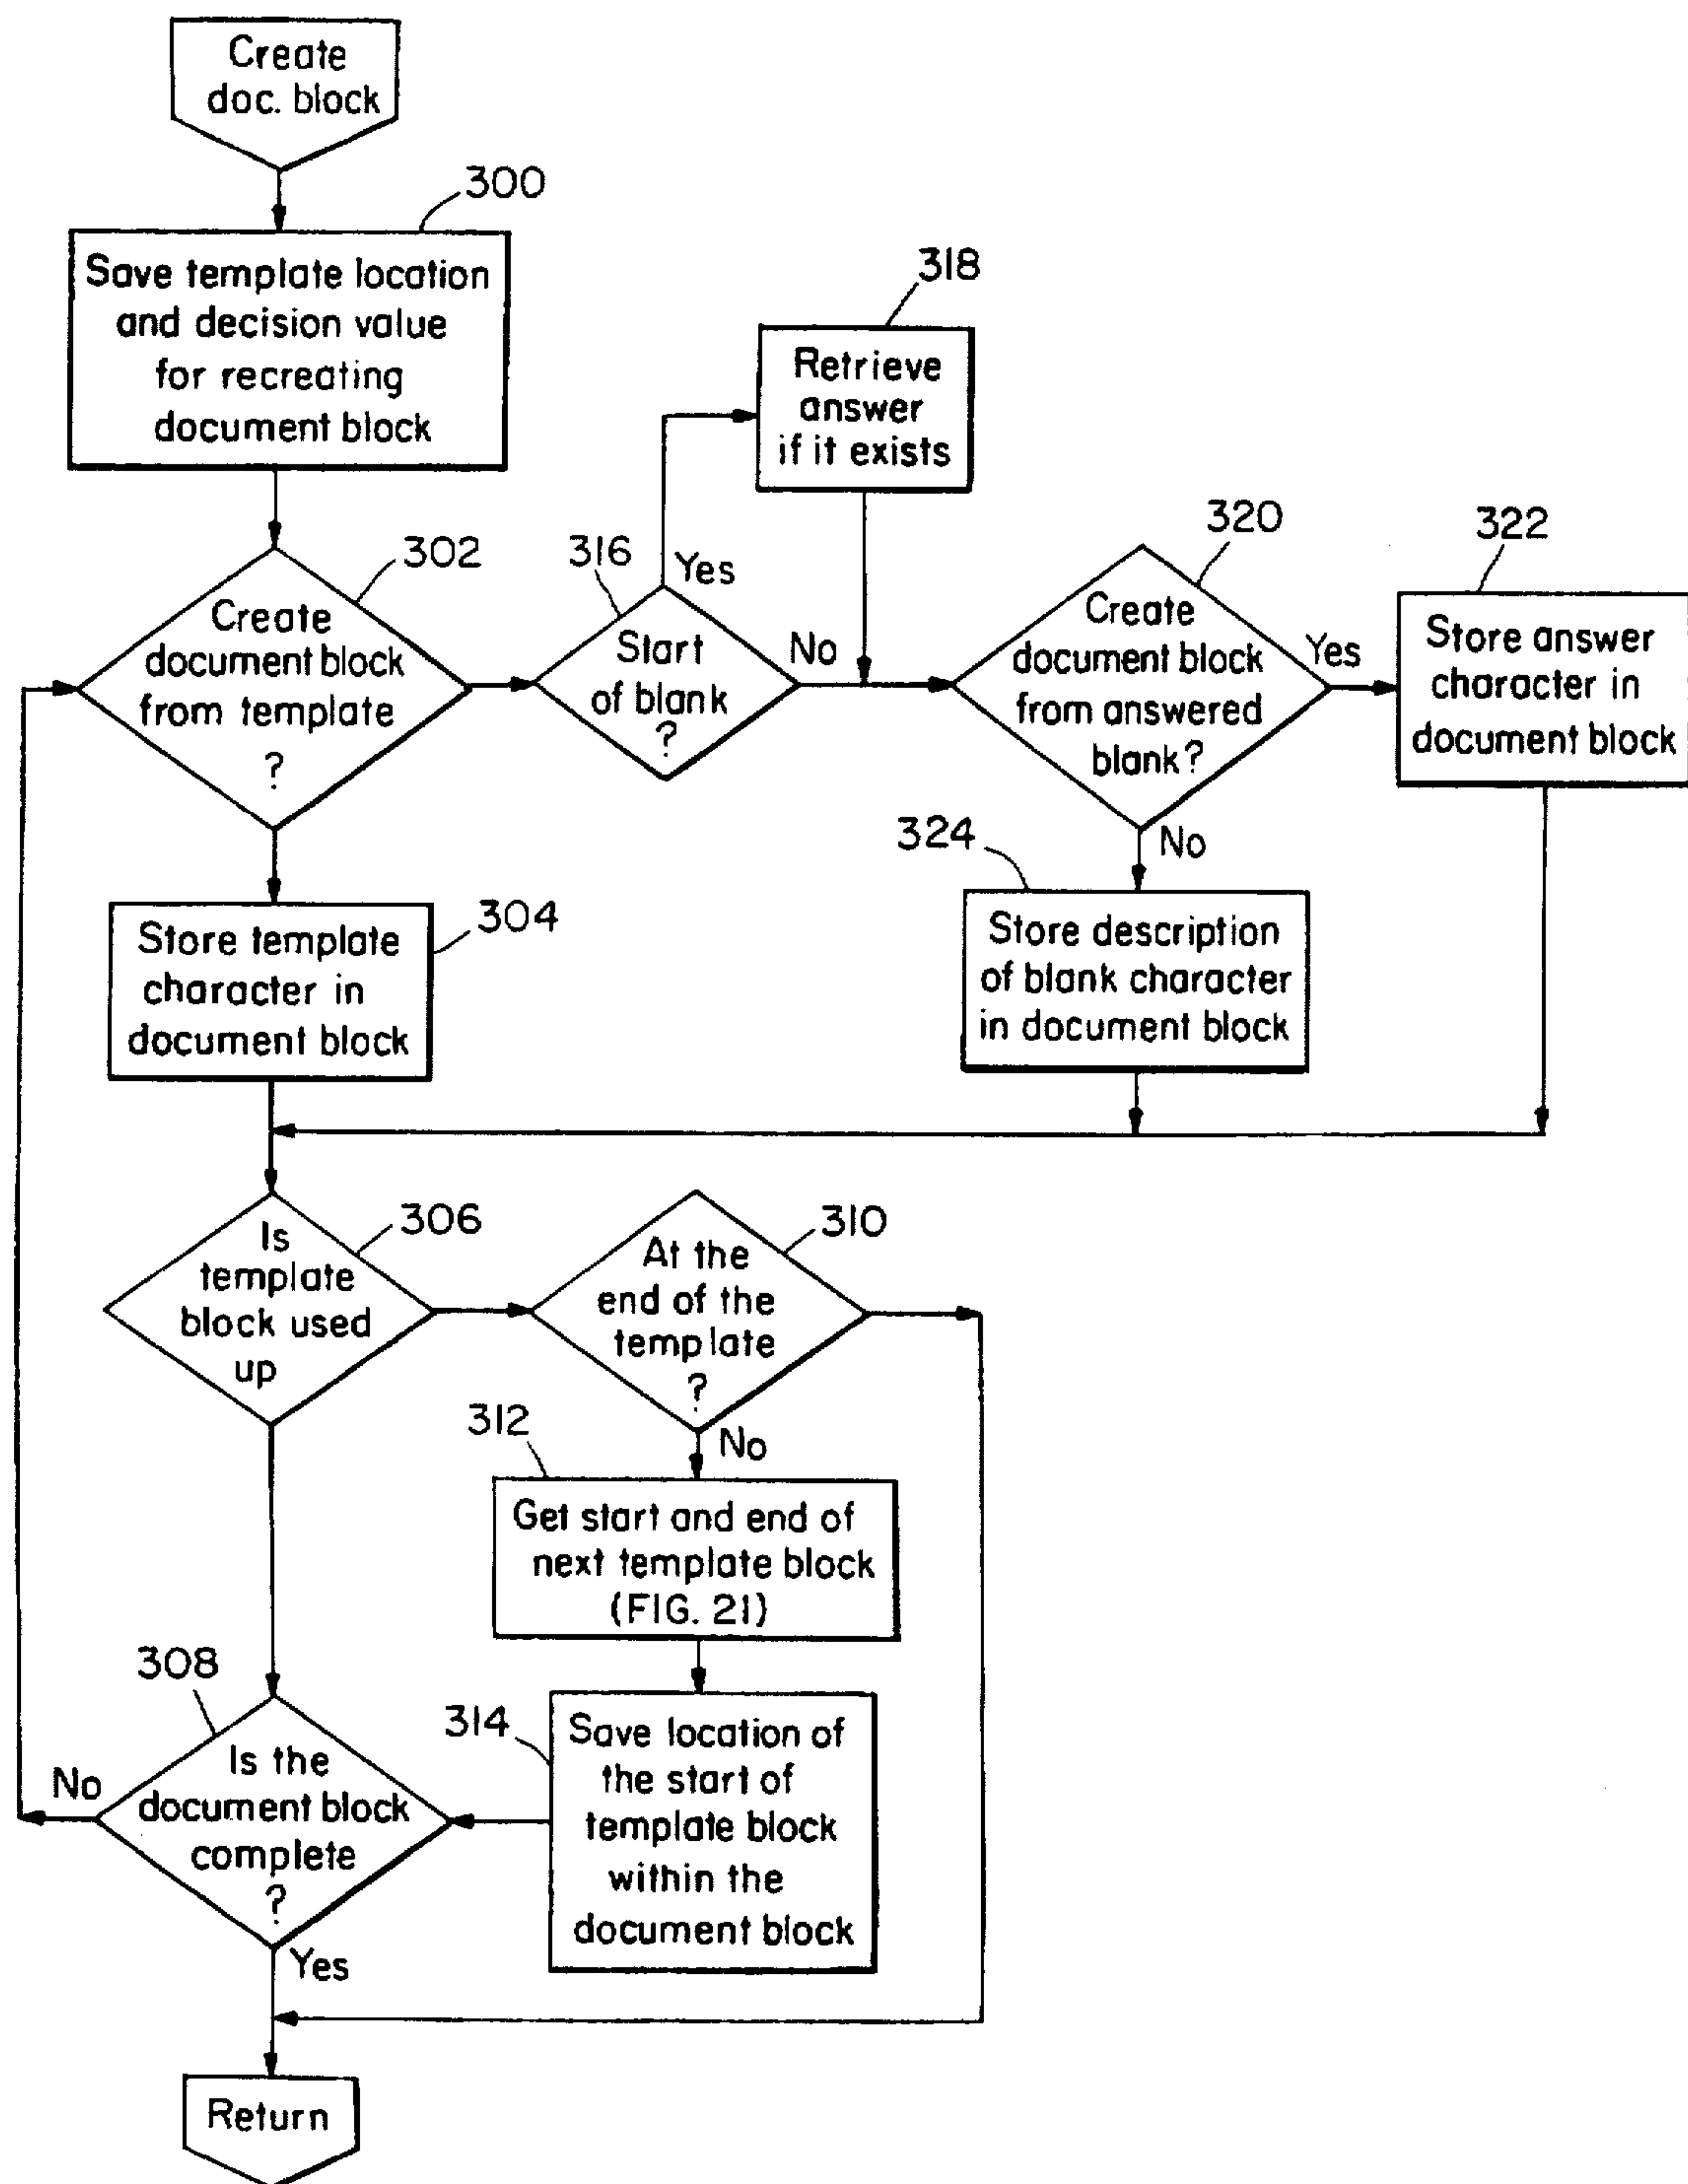 Create
doc. block
300
Save template location
and decision value
for recreating
document block
318
Retrieve
answer
if it exists
302
Create
document block
from template
?
316
Yes
Start
of blank
?
No
320
Create
document block
from answered
blank?
Yes
No
322
Store answer
character in
document block
324
Store description
of blank character
in document block
304
Store template
character in
document block
306
Is
template
block used
up
310
At the
end of the
template
?
No
312
Get start and end of
next template block
(FIG. 21)
314
Save location of
the start of
template block
within the
document block
308
Is the
document block
complete
?
No
Yes
Return